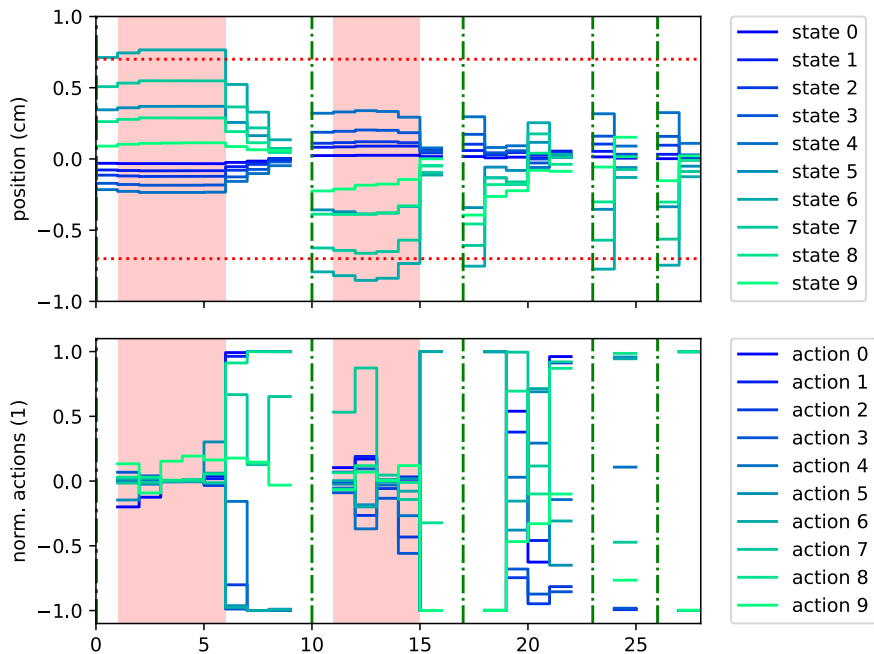 1.0
0.5
0.0
−0.5
−1.0
position (cm)
state 0
state 1
state 2
state 3
state 4
state 5
state 6
state 7
state 8
state 9
1.0
0.5
0.0
−0.5
−1.0
norm. actions (1)
0 5 10 15 20 25
action 0
action 1
action 2
action 3
action 4
action 5
action 6
action 7
action 8
action 9